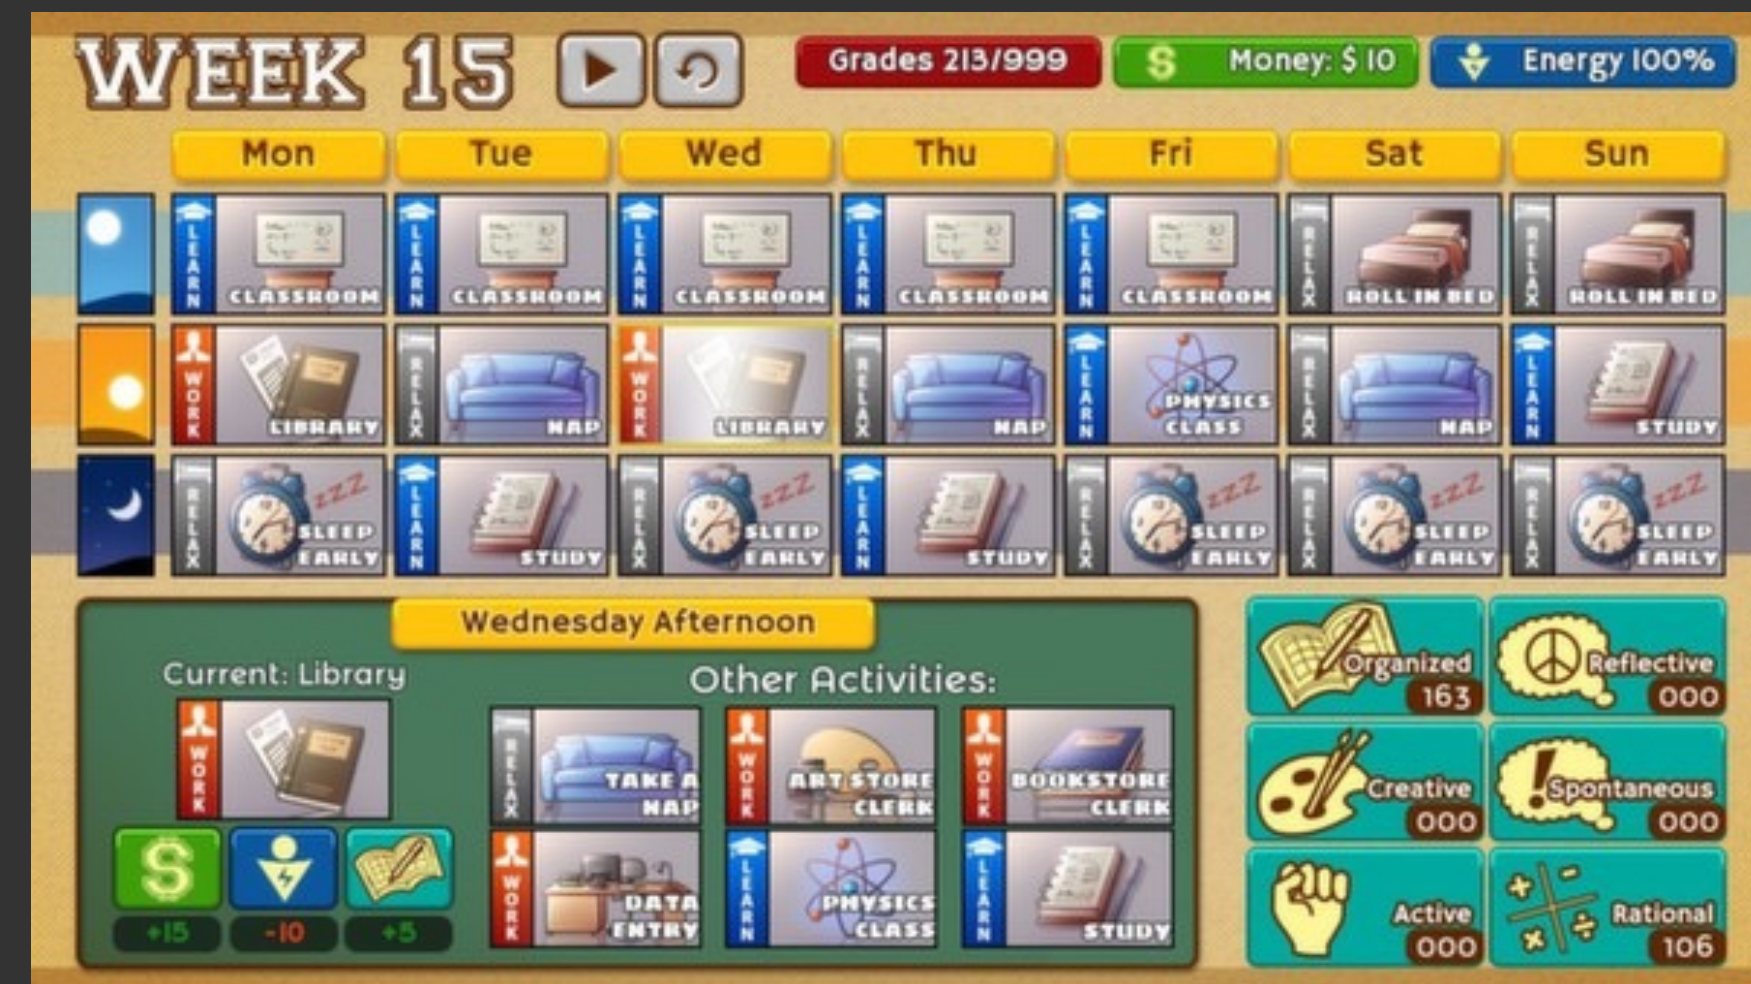 WEEK 15
Grades 213/999
$ Money: $ 10
Energy 100%
Mon Tue Wed Thu Fri Sat Sun
LEARN CLASSROOM
LEARN CLASSROOM
LEARN CLASSROOM
LEARN CLASSROOM
LEARN CLASSROOM
RELAX ROLL IN BED
RELAX ROLL IN BED
WORK LIBRARY
RELAX NAP
WORK LIBRARY
RELAX NAP
LEARN PHYSICS
CLASS
RELAX NAP
LEARN STUDY
RELAX zzz SLEEP
EARLY
LEARN STUDY
RELAX zzz SLEEP
EARLY
LEARN STUDY
RELAX zzz SLEEP
EARLY
RELAX zzz SLEEP
EARLY
RELAX zzz SLEEP
EARLY
Wednesday Afternoon
Current: Library
WORK
$
+15 -10 +5
Other Activities:
RELAX TAKE A
NAP
WORK ART STORE
CLERK
WORK BOOKSTORE
CLERK
WORK DATA
ENTRY
LEARN PHYSICS
CLASS
LEARN STUDY
Organized
163
Reflective
000
Creative
000
Spontaneous
000
Active
000
Rational
106